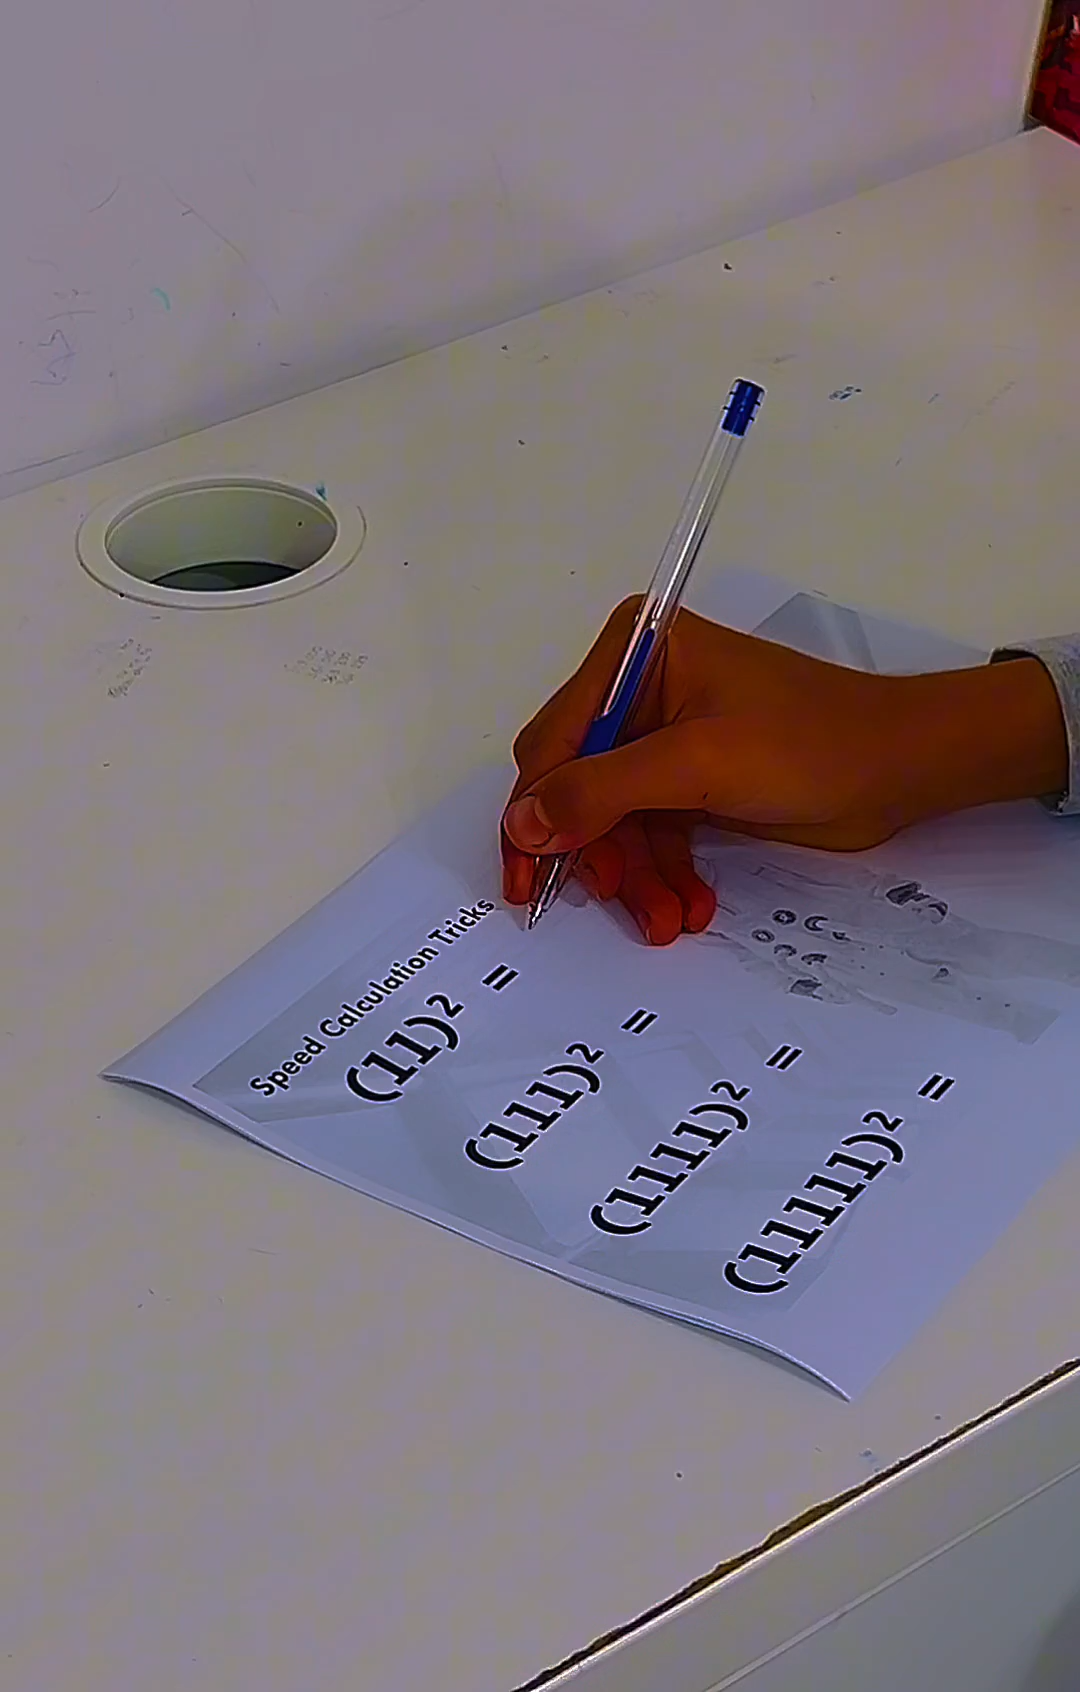 Speed Calculation Tricks
(11)² =
(111)² =
(1111)² =
(11111)² =